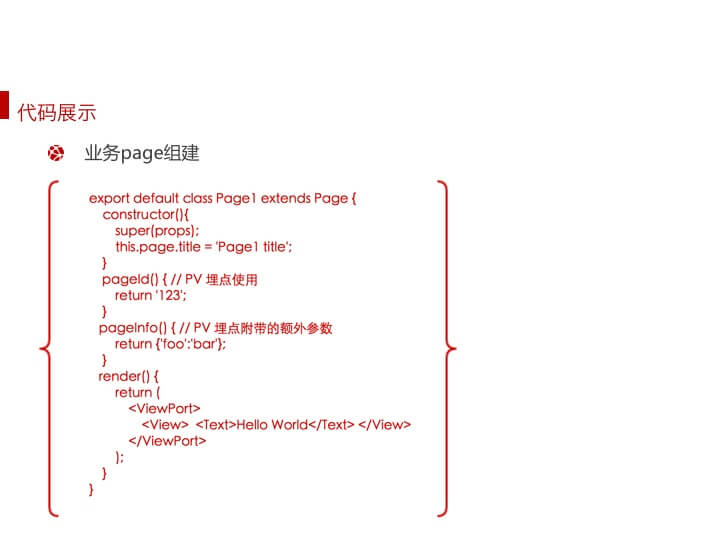 代码展示
业务page组建
export default class Page1 extends Page {
constructor(){
super(props);
this.page.title = 'Page1 title';
}
pageId() { // PV 埋点使用
return '123';
}
pageInfo() { // PV 埋点附带的额外参数
return {'foo':'bar'};
}
render() {
return (
<ViewPort>
<View> <Text>Hello World</Text> </View>
</ViewPort>
);
}
}